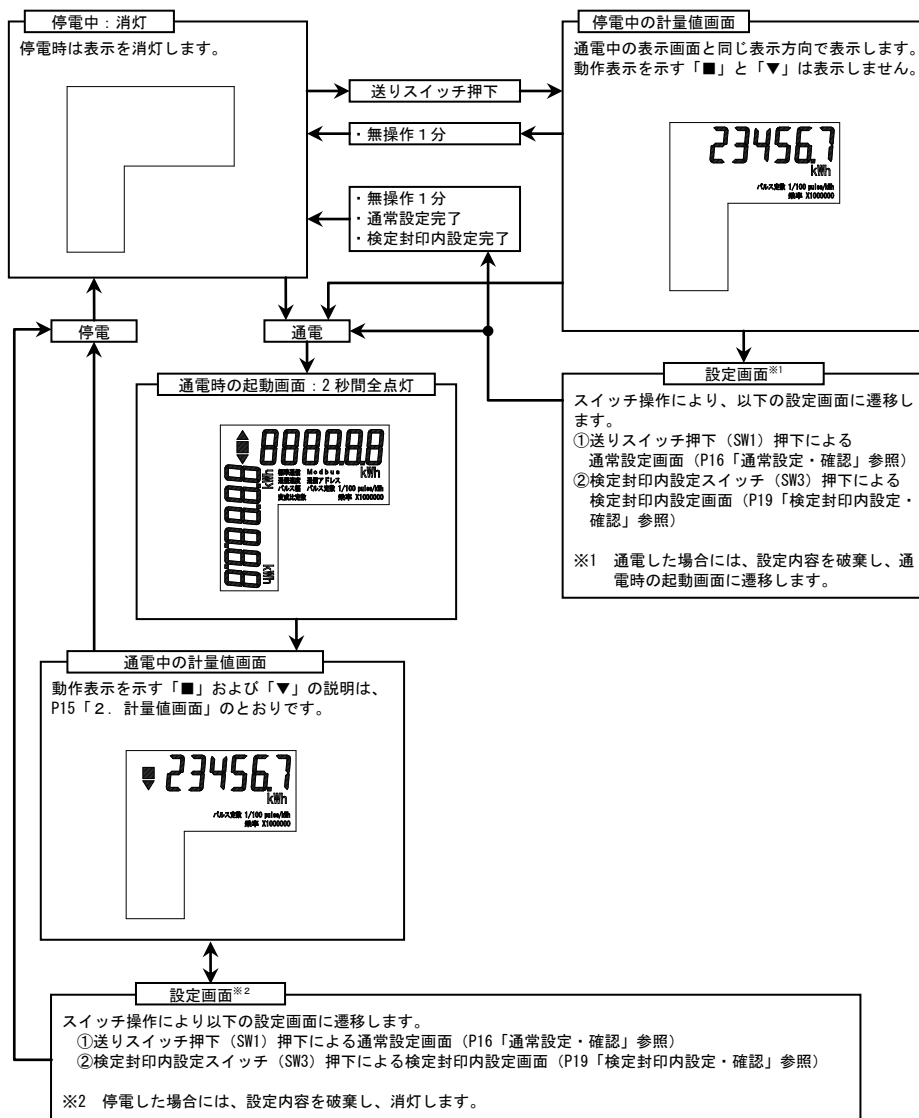 停電中：消灯
停電時は表示を消灯します。
送りスイッチ押下
・無操作１分
・無操作１分
・通常設定完了
・検定封印内設定完了
停電中の計量値画面
通電中の表示画面と同じ表示方向で表示します。
動作表示を示す「■」と「▼」は表示しません。
23456.7
kWh
パルス定数 1/100 pulse/kWh
乗率 X1000000
停電
通電
通電時の起動画面：2 秒間全点灯
888888.8
kWh
標準通信 Modbus
通信速度 通信アドレス
パルス幅 パルス定数 1/100 pulse/kWh
変成比定数 乗率 X1000000
888888.8
kWh
kWh
設定画面※1
スイッチ操作により、以下の設定画面に遷移し
ます。
①送りスイッチ押下（SW1）押下による
通常設定画面（P16「通常設定・確認」参照）
②検定封印内設定スイッチ（SW3）押下による
検定封印内設定画面（P19「検定封印内設定・
確認」参照）
※1 通電した場合には、設定内容を破棄し、通
電時の起動画面に遷移します。
通電中の計量値画面
動作表示を示す「■」および「▼」の説明は、
P15「２．計量値画面」のとおりです。
23456.7
kWh
パルス定数 1/100 pulse/kWh
乗率 X1000000
設定画面※2
スイッチ操作により以下の設定画面に遷移します。
①送りスイッチ押下（SW1）押下による通常設定画面（P16「通常設定・確認」参照）
②検定封印内設定スイッチ（SW3）押下による検定封印内設定画面（P19「検定封印内設定・確認」参照）
※2 停電した場合には、設定内容を破棄し、消灯します。